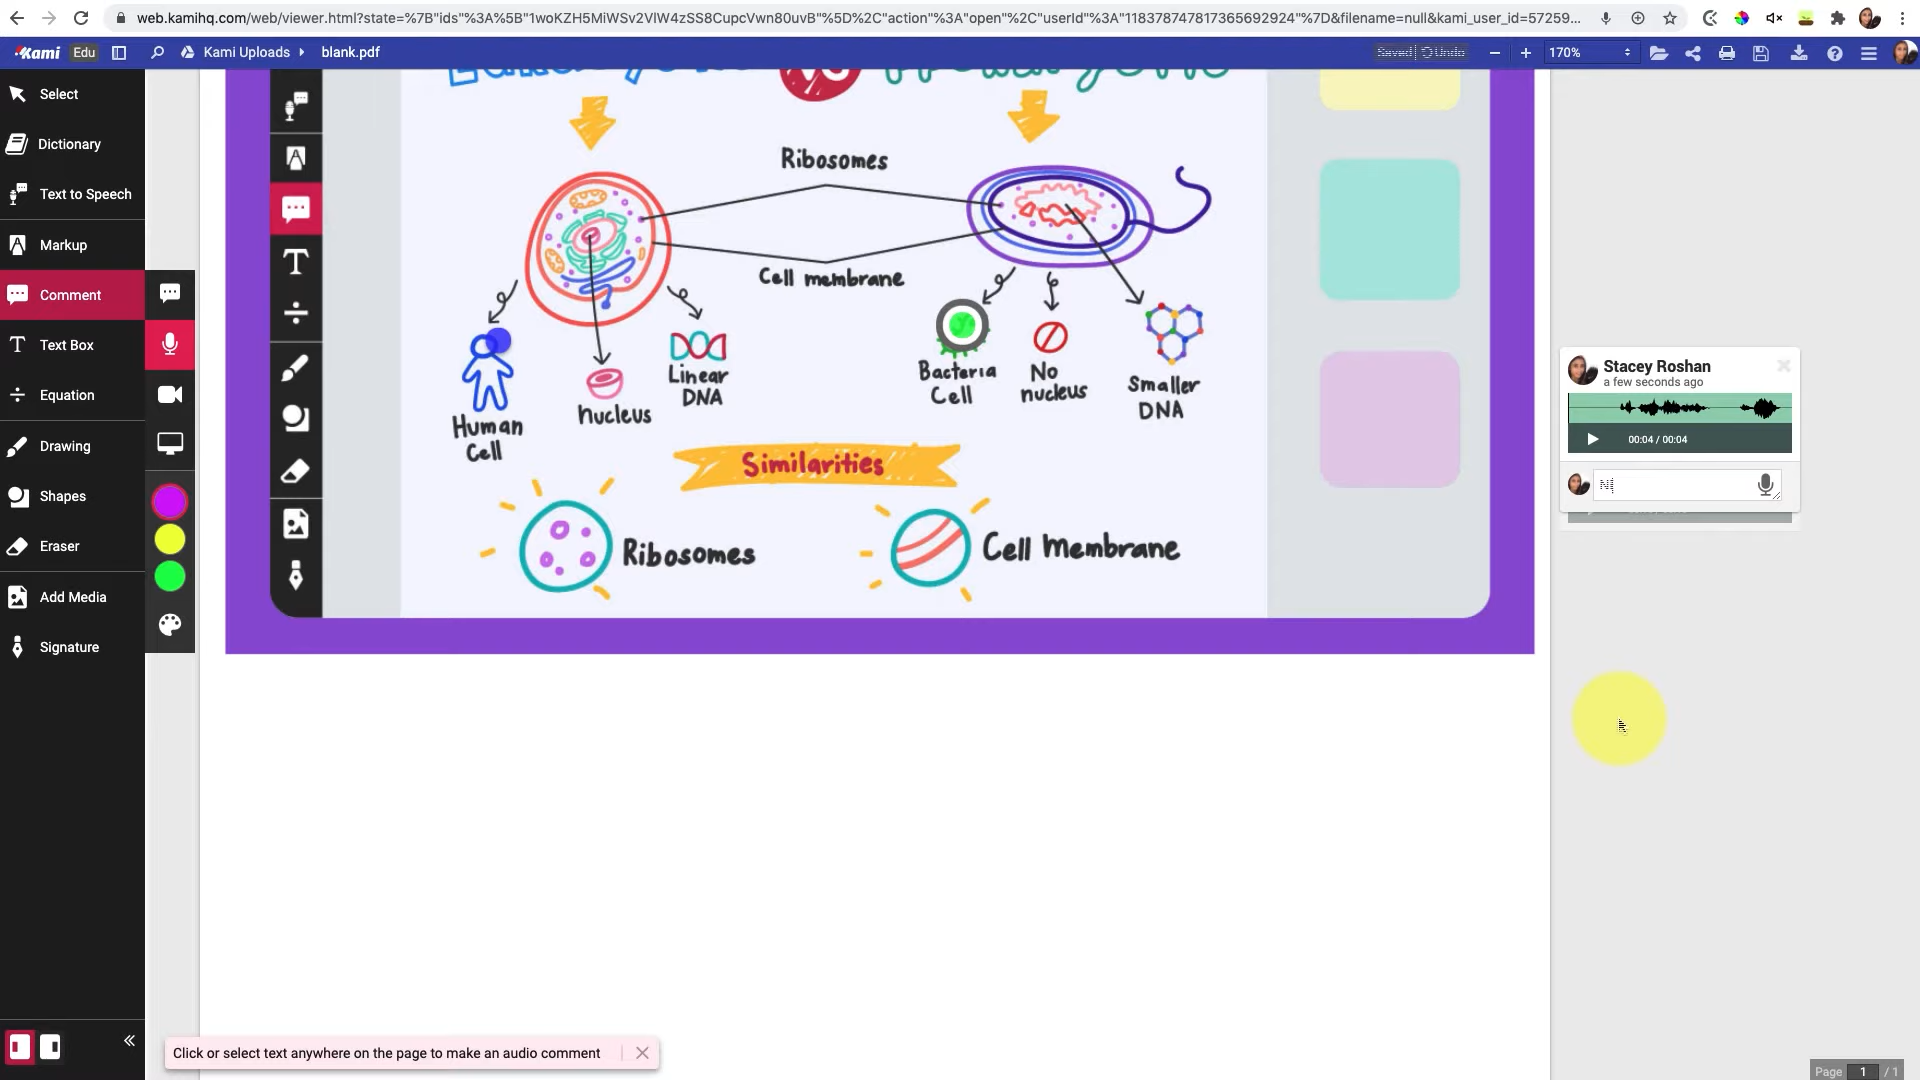 web.kamihq.com/web/viewer.html?state=%7B"ids"%3A%5B"1woKZH5MiWSv2VlW4zSS8CupcVwn80uvB"%5D%2C"action"%3A"open"%2C"userId"%3A"118378747817365692924"%7D&filename=null&kami_user_id=57259...
Kami Edu Kami Uploads blank.pdf Saved Undo 170%
Select
Dictionary
Text to Speech
Markup
Comment
Text Box
Equation
Drawing
Shapes
Eraser
Add Media
Signature
Ribosomes
Cell membrane
Human Cell
nucleus
Linear DNA
Bacteria Cell
No nucleus
Smaller DNA
Similarities
Ribosomes
Cell Membrane
Stacey Roshan
a few seconds ago
00:04 / 00:04
Click or select text anywhere on the page to make an audio comment
Page 1 / 1